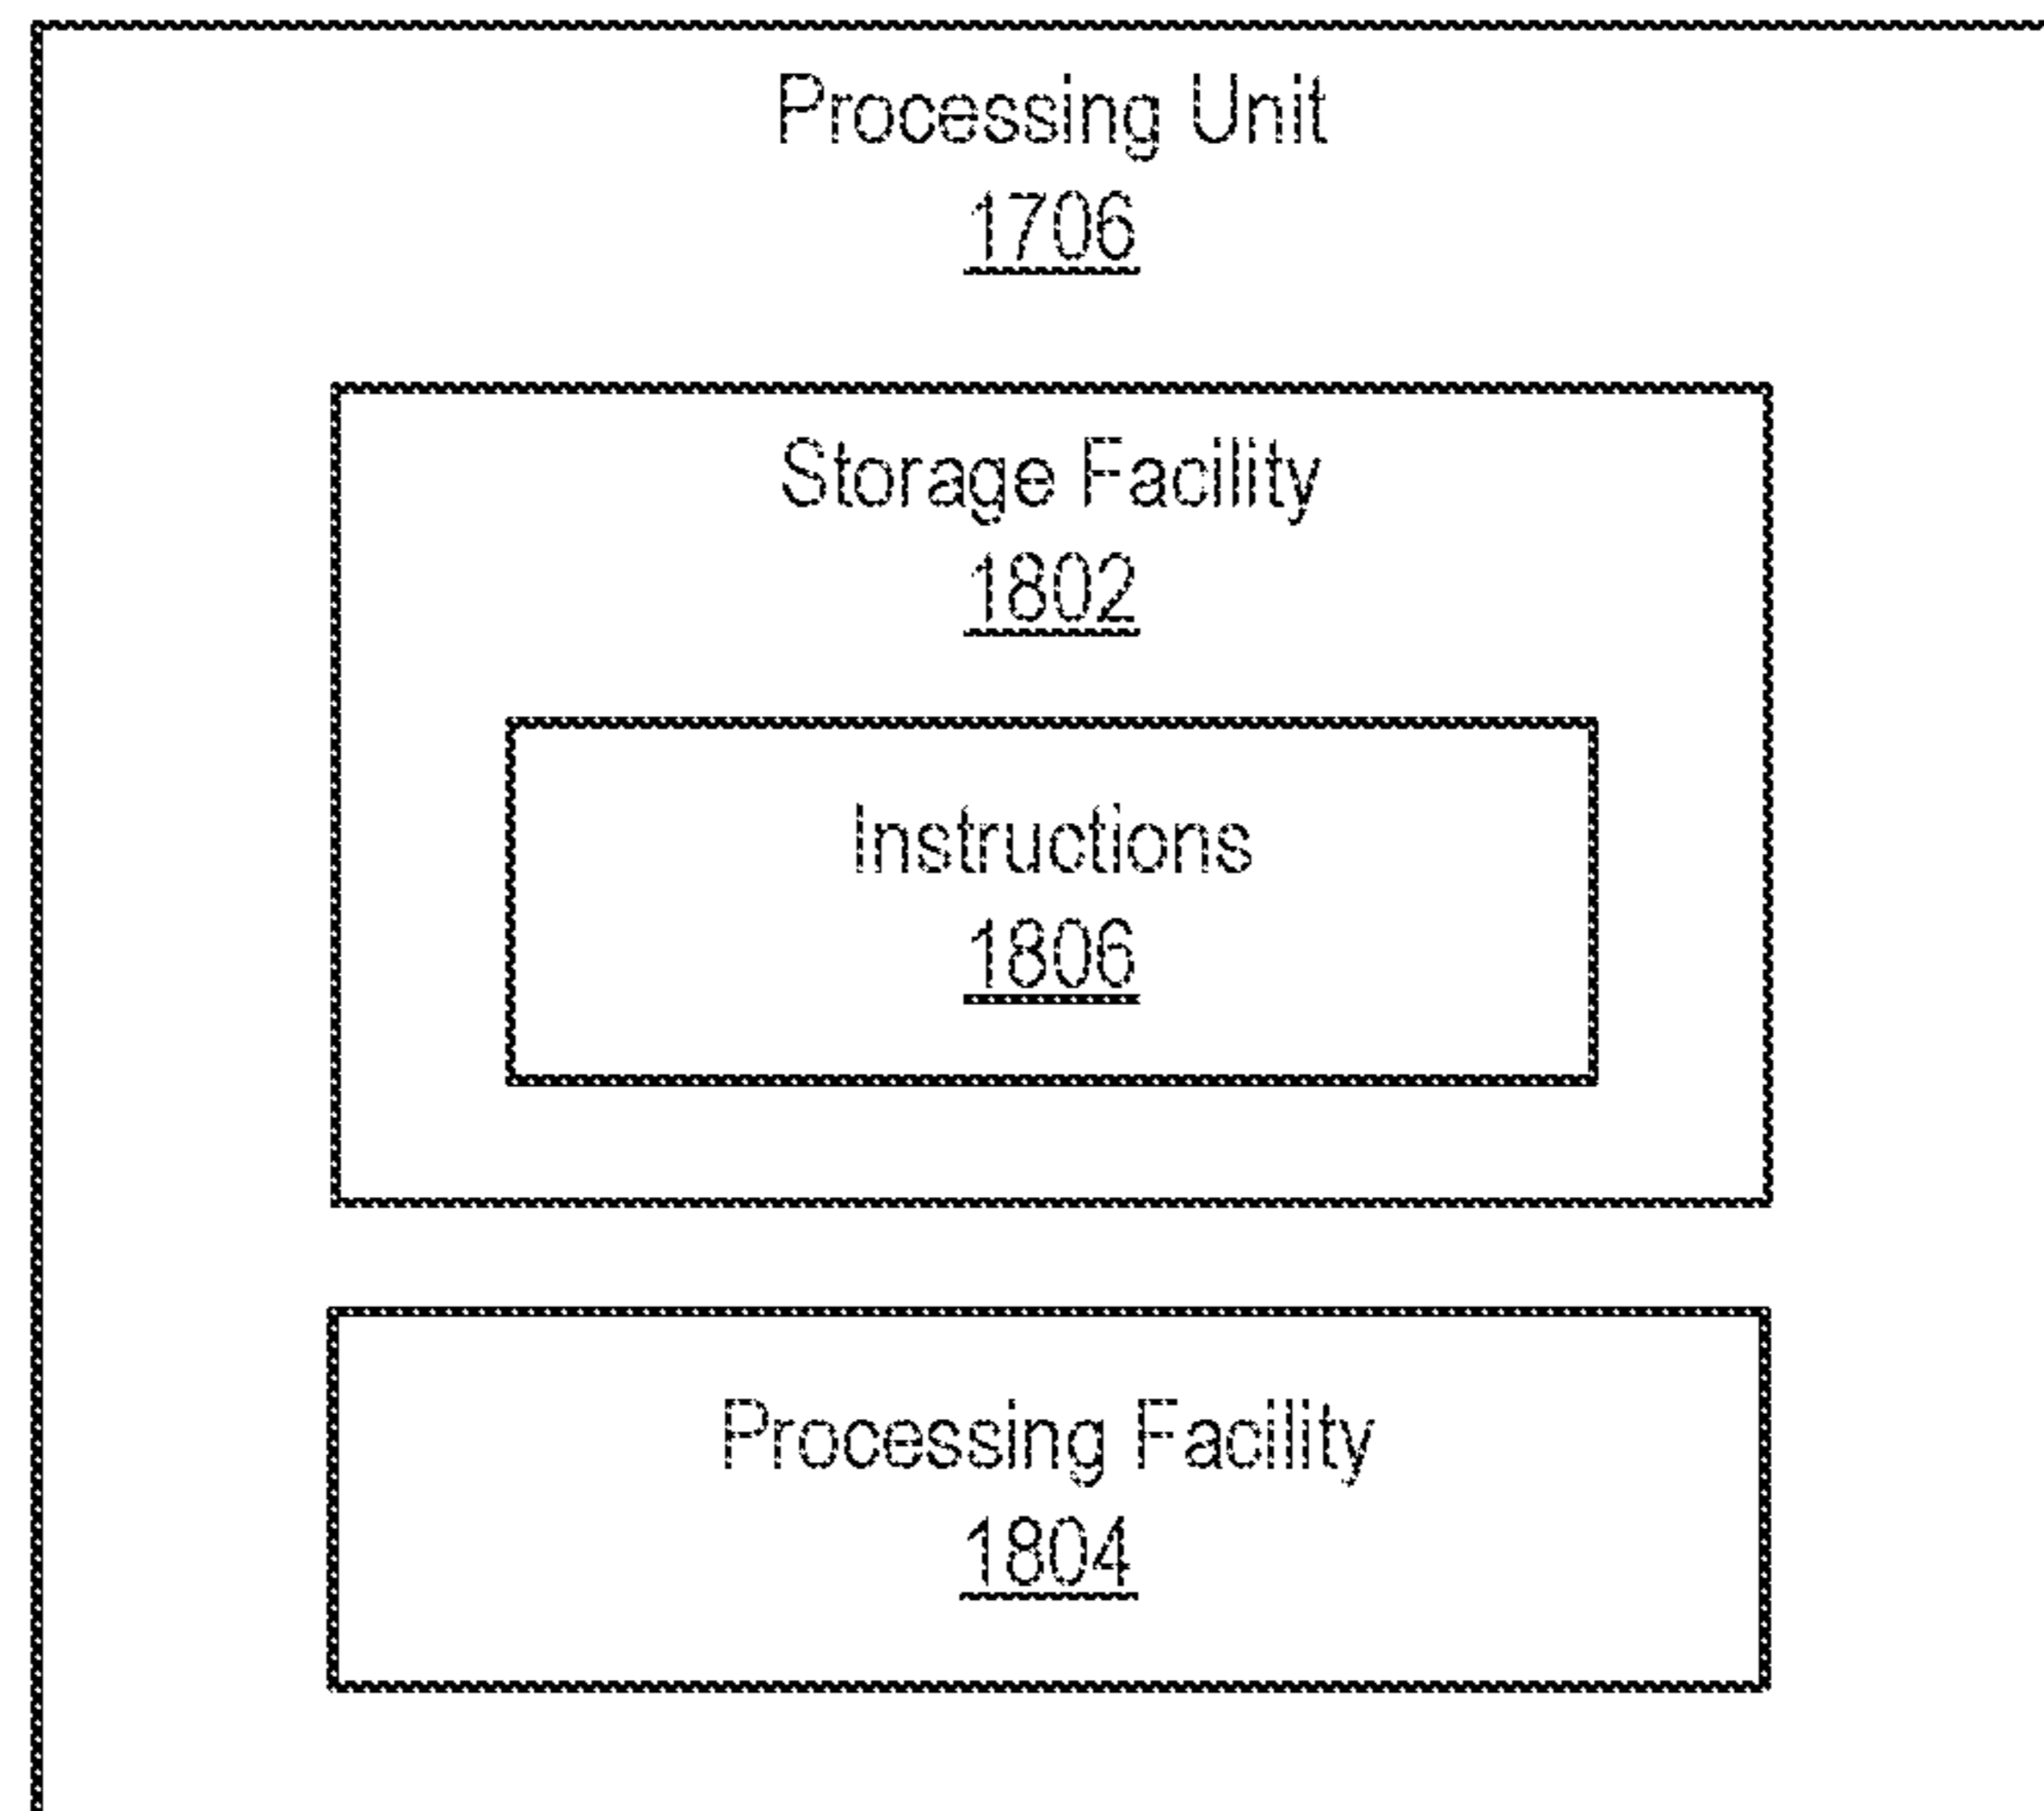 Processing Unit
1706
Storage Facility
1802
Instructions
1806
Processing Facility
1804